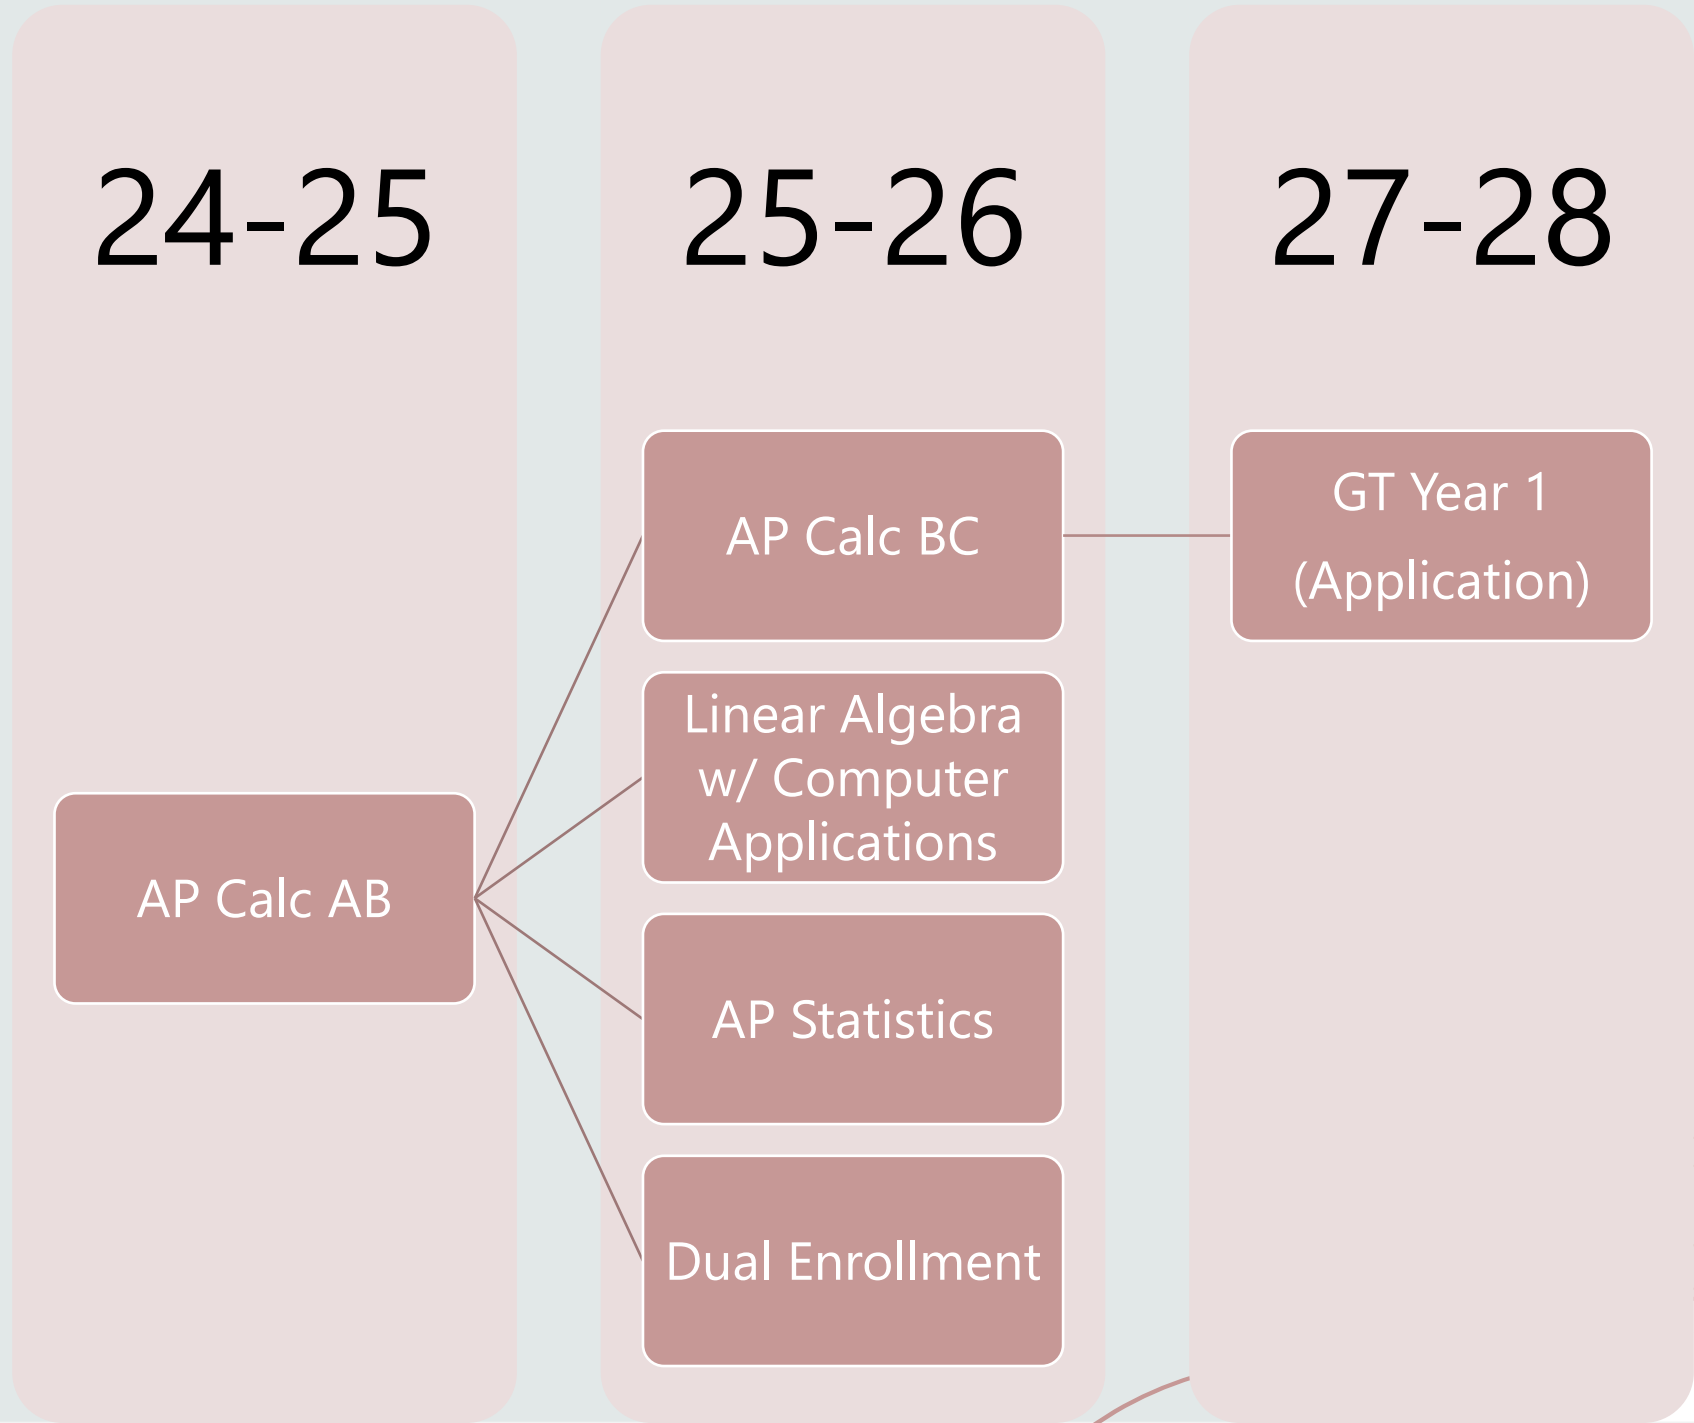 24-25
25-26
27-28
AP Calc AB
AP Calc BC
Linear Algebra
w/ Computer
Applications
AP Statistics
Dual Enrollment
GT Year 1
(Application)